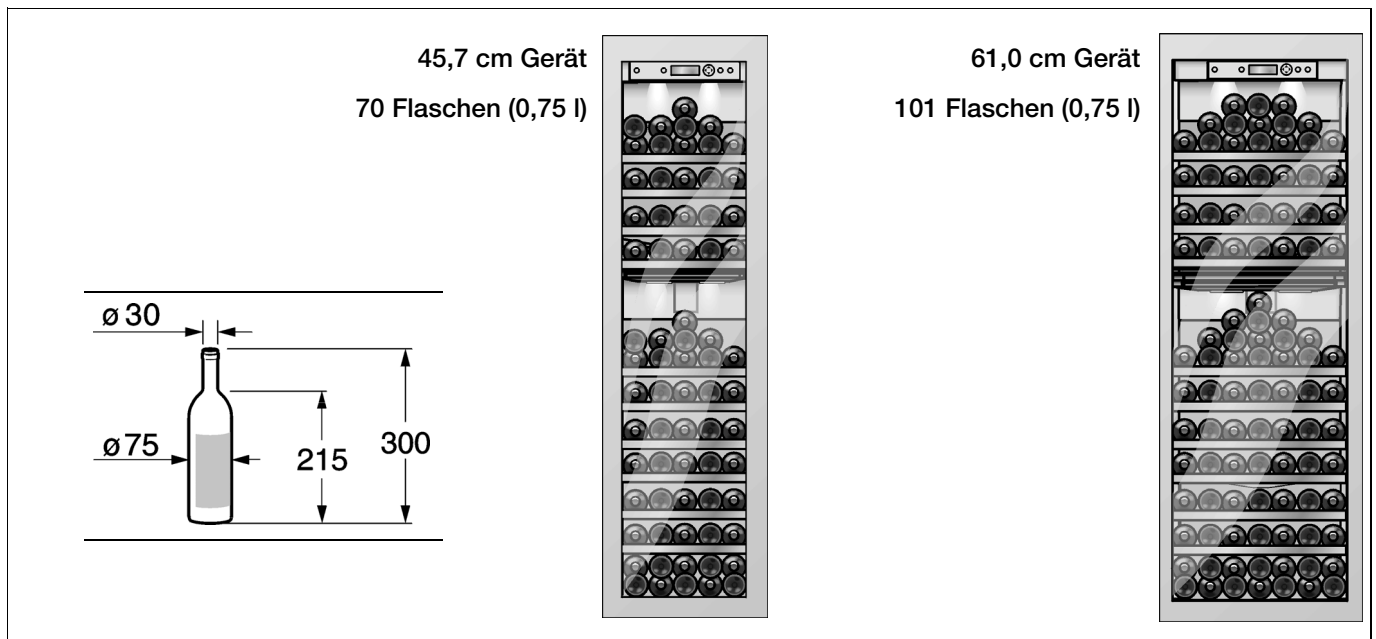 45,7 cm Gerät
70 Flaschen (0,75 l)
61,0 cm Gerät
101 Flaschen (0,75 l)
ø 30
ø 75
215
300